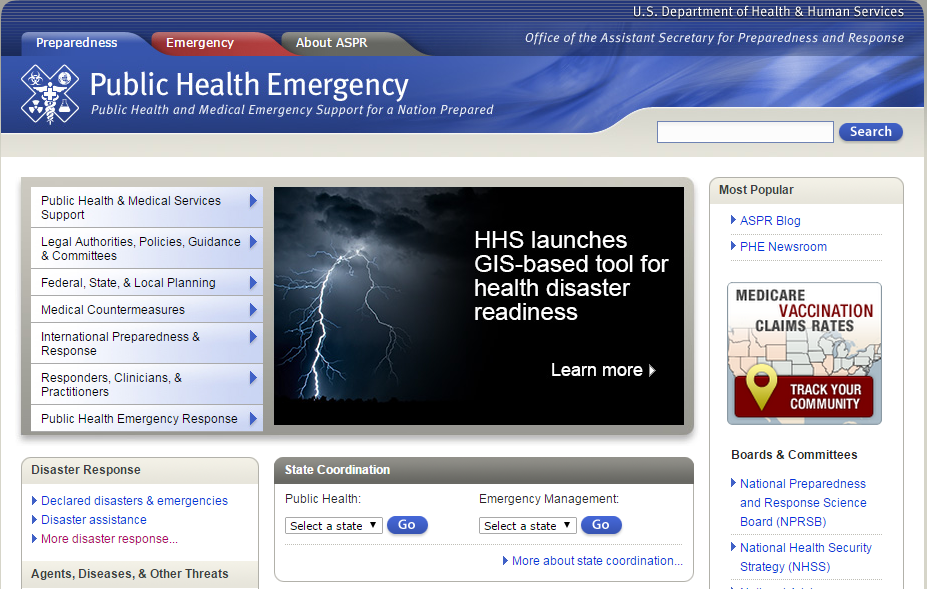 U.S. Department of Health & Human Services
Preparedness
Emergency
About ASPR
Office of the Assistant Secretary for Preparedness and Response
Public Health Emergency
Public Health and Medical Emergency Support for a Nation Prepared
Search
Public Health & Medical Services
Support
Legal Authorities, Policies, Guidance
& Committees
Federal, State, & Local Planning
Medical Countermeasures
International Preparedness &
Response
Responders, Clinicians, &
Practitioners
Public Health Emergency Response
HHS launches
GIS-based tool for
health disaster
readiness
Learn more
Most Popular
ASPR Blog
PHE Newsroom
MEDICARE
VACCINATION
CLAIMS RATES
TRACK YOUR
COMMUNITY
Boards & Committees
National Preparedness
and Response Science
Board (NPRSB)
National Health Security
Strategy (NHSS)
Disaster Response
Declared disasters & emergencies
Disaster assistance
More disaster response...
Agents, Diseases, & Other Threats
State Coordination
Public Health:
Select a state
Go
Emergency Management:
Select a state
Go
More about state coordination...